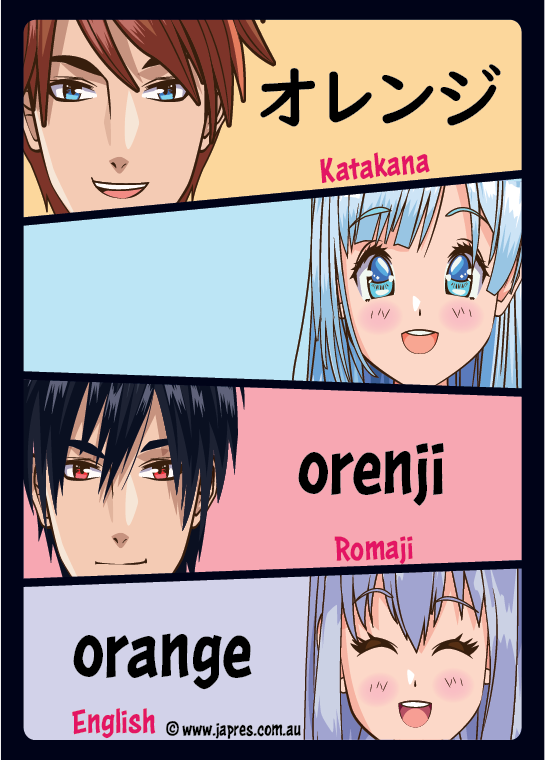 オレンジ
Katakana
orenji
Romaji
orange
English © www.japres.com.au